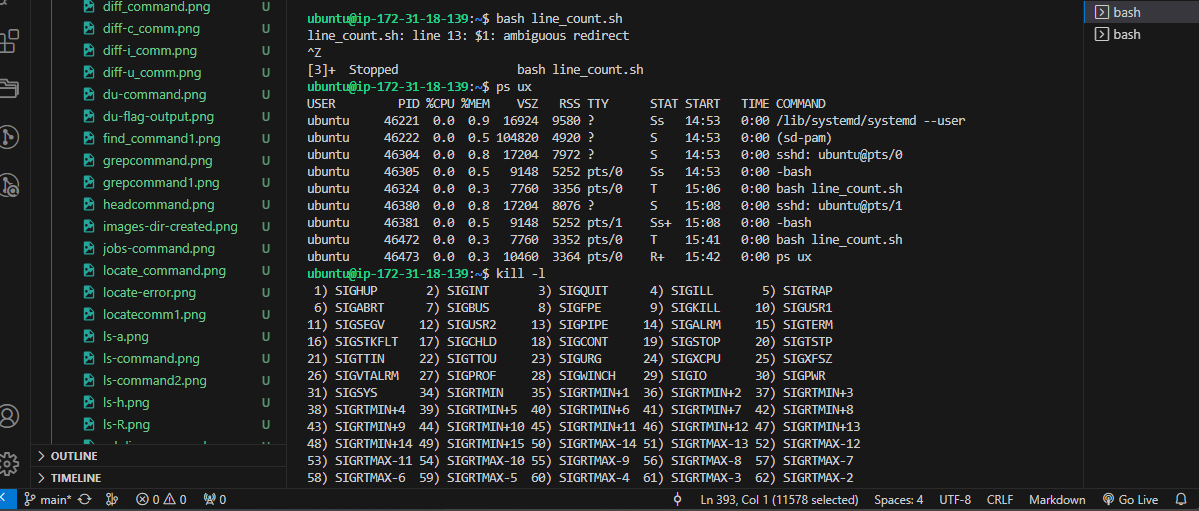 diff_command.png U
diff-c_comm.png U
diff-i_comm.png U
diff-u_comm.png U
du-command.png U
du-flag-output.png U
find_command1.png U
grepcommand.png U
grepcommand1.png U
headcommand.png U
images-dir-created.png U
jobs-command.png U
locate_command.png U
locate-error.png U
locatecomm1.png U
ls-a.png U
ls-command.png U
ls-command2.png U
ls-h.png U
ls-R.png U
OUTLINE
TIMELINE
ubuntu@ip-172-31-18-139:~$ bash line_count.sh
line_count.sh: line 13: $1: ambiguous redirect
^Z
[3]+  Stopped                 bash line_count.sh
ubuntu@ip-172-31-18-139:~$ ps ux
USER         PID %CPU %MEM    VSZ   RSS TTY      STAT START   TIME COMMAND
ubuntu     46221  0.0  0.9  16924  9580 ?        Ss   14:53   0:00 /lib/systemd/systemd --user
ubuntu     46222  0.0  0.5 104820  4920 ?        S    14:53   0:00 (sd-pam)
ubuntu     46304  0.0  0.8  17204  7972 ?        S    14:53   0:00 sshd: ubuntu@pts/0
ubuntu     46305  0.0  0.5   9148  5252 pts/0    Ss   14:53   0:00 -bash
ubuntu     46324  0.0  0.3   7760  3356 pts/0    T    15:06   0:00 bash line_count.sh
ubuntu     46380  0.0  0.8  17204  8076 ?        S    15:08   0:00 sshd: ubuntu@pts/1
ubuntu     46381  0.0  0.5   9148  5252 pts/1    Ss+  15:08   0:00 -bash
ubuntu     46472  0.0  0.3   7760  3352 pts/0    T    15:41   0:00 bash line_count.sh
ubuntu     46473  0.0  0.3  10460  3364 pts/0    R+   15:42   0:00 ps ux
ubuntu@ip-172-31-18-139:~$ kill -l
 1) SIGHUP       2) SIGINT       3) SIGQUIT      4) SIGILL       5) SIGTRAP
 6) SIGABRT      7) SIGBUS       8) SIGFPE       9) SIGKILL     10) SIGUSR1
11) SIGSEGV     12) SIGUSR2     13) SIGPIPE     14) SIGALRM     15) SIGTERM
16) SIGSTKFLT   17) SIGCHLD     18) SIGCONT     19) SIGSTOP     20) SIGTSTP
21) SIGTTIN     22) SIGTTOU     23) SIGURG      24) SIGXCPU     25) SIGXFSZ
26) SIGVTALRM   27) SIGPROF     28) SIGWINCH    29) SIGIO       30) SIGPWR
31) SIGSYS      34) SIGRTMIN    35) SIGRTMIN+1  36) SIGRTMIN+2  37) SIGRTMIN+3
38) SIGRTMIN+4  39) SIGRTMIN+5  40) SIGRTMIN+6  41) SIGRTMIN+7  42) SIGRTMIN+8
43) SIGRTMIN+9  44) SIGRTMIN+10 45) SIGRTMIN+11 46) SIGRTMIN+12 47) SIGRTMIN+13
48) SIGRTMIN+14 49) SIGRTMIN+15 50) SIGRTMAX-14 51) SIGRTMAX-13 52) SIGRTMAX-12
53) SIGRTMAX-11 54) SIGRTMAX-10 55) SIGRTMAX-9  56) SIGRTMAX-8  57) SIGRTMAX-7
58) SIGRTMAX-6  59) SIGRTMAX-5  60) SIGRTMAX-4  61) SIGRTMAX-3  62) SIGRTMAX-2
bash
bash
main* 0 0 0 Ln 393, Col 1 (11578 selected) Spaces: 4 UTF-8 CRLF Markdown Go Live